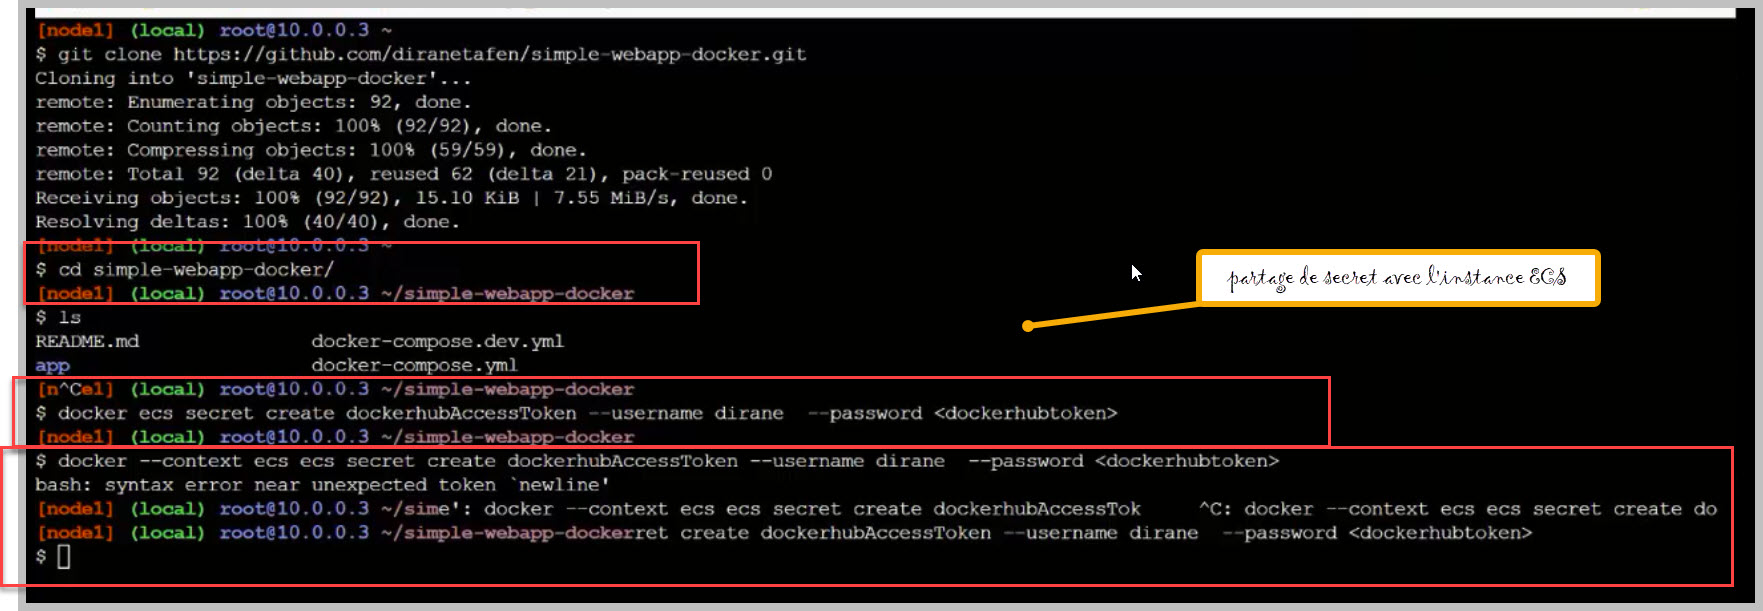 [node1] (local) root@10.0.0.3 ~
$ git clone https://github.com/diranetafen/simple-webapp-docker.git
Cloning into 'simple-webapp-docker'...
remote: Enumerating objects: 92, done.
remote: Counting objects: 100% (92/92), done.
remote: Compressing objects: 100% (59/59), done.
remote: Total 92 (delta 40), reused 62 (delta 21), pack-reused 0
Receiving objects: 100% (92/92), 15.10 KiB | 7.55 MiB/s, done.
Resolving deltas: 100% (40/40), done.
[node1] (local) root@10.0.0.3 ~
$ cd simple-webapp-docker/
[node1] (local) root@10.0.0.3 ~/simple-webapp-docker
$ ls
README.md docker-compose.dev.yml
app docker-compose.yml
[n^Ce1] (local) root@10.0.0.3 ~/simple-webapp-docker
$ docker ecs secret create dockerhubAccessToken --username dirane --password <dockerhubtoken>
[node1] (local) root@10.0.0.3 ~/simple-webapp-docker
$ docker --context ecs ecs secret create dockerhubAccessToken --username dirane --password <dockerhubtoken>
bash: syntax error near unexpected token `newline'
[node1] (local) root@10.0.0.3 ~/sime': docker --context ecs ecs secret create dockerhubAccessTok ^C: docker --context ecs ecs secret create do
[node1] (local) root@10.0.0.3 ~/simple-webapp-dockerret create dockerhubAccessToken --username dirane --password <dockerhubtoken>
$
partage de secret avec l'instance ECS